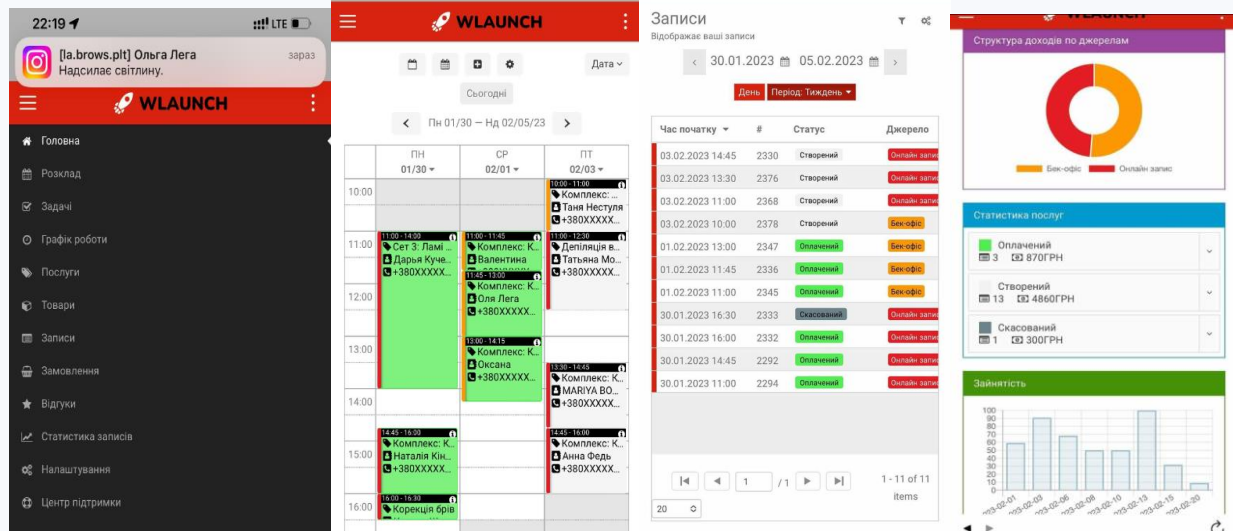 22:19
LTE
[la.brows.plt] Ольга Лега
зараз
Надсилає світлину.
WLAUNCH
Головна
Розклад
Задачі
Графік роботи
Послуги
Товари
Записи
Замовлення
Відгуки
Статистика записів
Налаштування
Центр підтримки
WLAUNCH
Дата
Сьогодні
Пн 01/30 — Нд 02/05/23
ПН
01/30
СР
02/01
ПТ
02/03
10:00
11:00
12:00
13:00
14:00
15:00
16:00
11:00 - 14:00
Сет 3: Ламі ...
Дарья Куче...
+380XXXXX...
14:45 - 16:00
Комплекс: К...
Наталія Кін...
+380XXXXX...
16:00 - 16:30
Корекція брів
11:00 - 11:45
Комплекс: К...
Валентина
11:45 - 13:00
Комплекс: К...
Оля Лега
+380XXXXX...
13:00 - 14:15
Комплекс: К...
Оксана
+380XXXXX...
10:00 - 11:00
Комплекс: ...
Таня Нестуля
+380XXXXX...
11:00 - 12:30
Депіляція в...
Татьяна Мо...
+380XXXXX...
13:30 - 14:45
Комплекс: К...
MARIYA BO...
+380XXXXX...
14:45 - 16:00
Комплекс: К...
Анна Федь
+380XXXXX...
Записи
Відображає ваші записи
30.01.2023 05.02.2023
День Період: Тиждень
Час початку # Статус Джерело
03.02.2023 14:45 2330 Створений Онлайн запис
03.02.2023 13:30 2376 Створений Онлайн запис
03.02.2023 11:00 2368 Створений Онлайн запис
03.02.2023 10:00 2378 Створений Бек-офіс
01.02.2023 13:00 2347 Оплачений Бек-офіс
01.02.2023 11:45 2336 Оплачений Бек-офіс
01.02.2023 11:00 2345 Оплачений Бек-офіс
30.01.2023 16:30 2333 Скасований Онлайн запис
30.01.2023 16:00 2332 Оплачений Онлайн запис
30.01.2023 14:45 2292 Оплачений Онлайн запис
30.01.2023 11:00 2294 Оплачений Онлайн запис
1 / 1
1 - 11 of 11
items
20
Структура доходів по джерелам
Бек-офіс Онлайн запис
Статистика послуг
Оплачений
3 870ГРН
Створений
13 4860ГРН
Скасований
1 300ГРН
Зайнятість
100
90
80
70
60
50
40
30
20
10
0